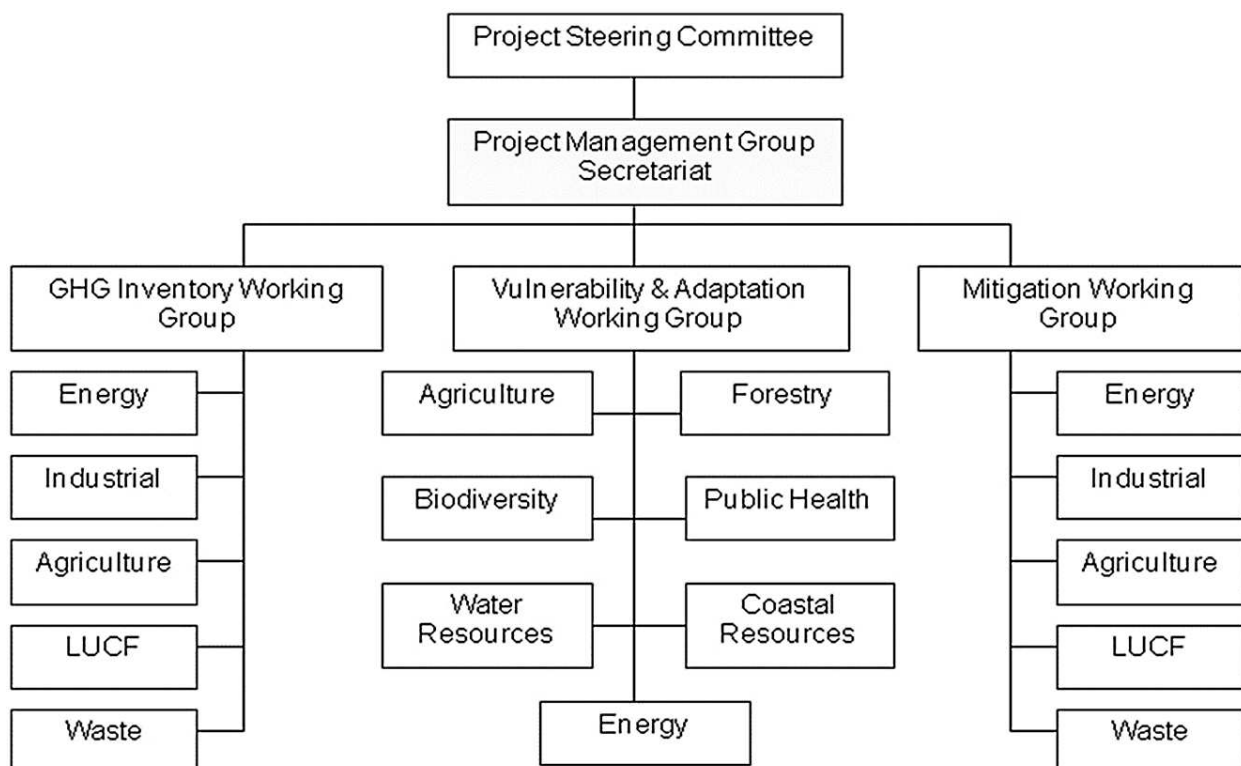 Project Steering Committee
Project Management Group
Secretariat
GHG Inventory Working
Group
Vulnerability & Adaptation
Working Group
Mitigation Working
Group
Energy
Industrial
Agriculture
LUCF
Waste
Agriculture
Forestry
Biodiversity
Public Health
Water
Resources
Coastal
Resources
Energy
Energy
Industrial
Agriculture
LUCF
Waste